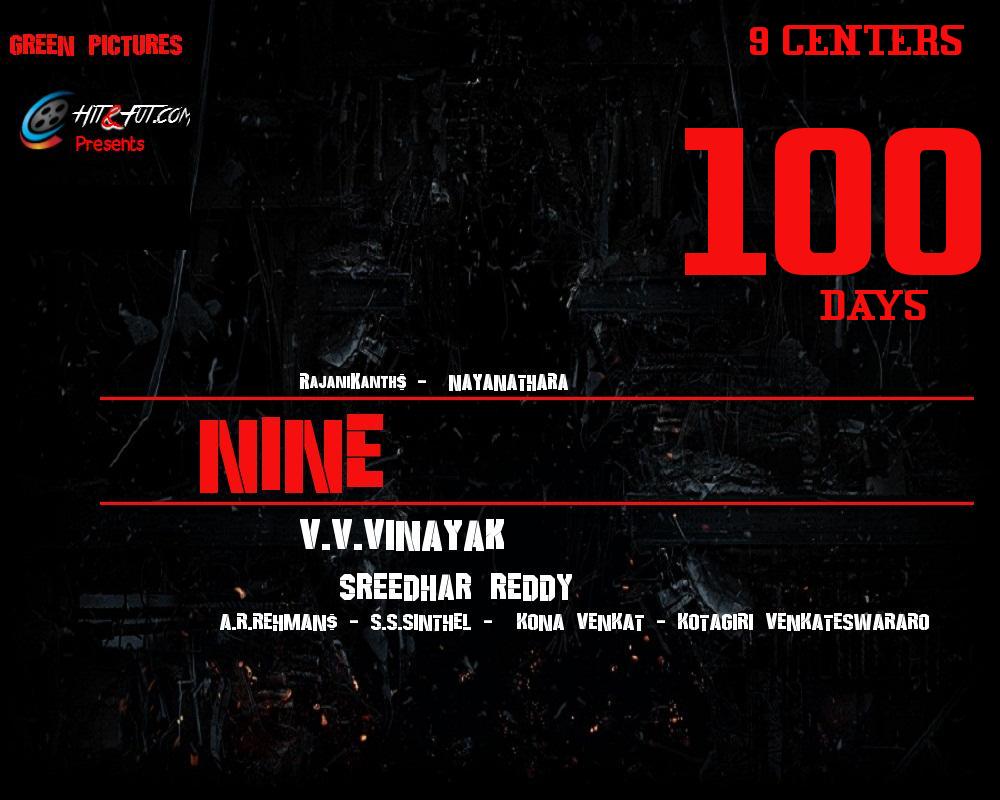 GREEN PICTURES
9 CENTERS
HIT&FUT.COM
Presents
100
DAYS
RAJANIKANTH$ - NAYANATHARA
NINE
V.V.VINAYAK
SREEDHAR REDDY
A.R.REHMAN$ - S.S.SINTHEL - KONA VENKAT - KOTAGIRI VENKATESWARARO